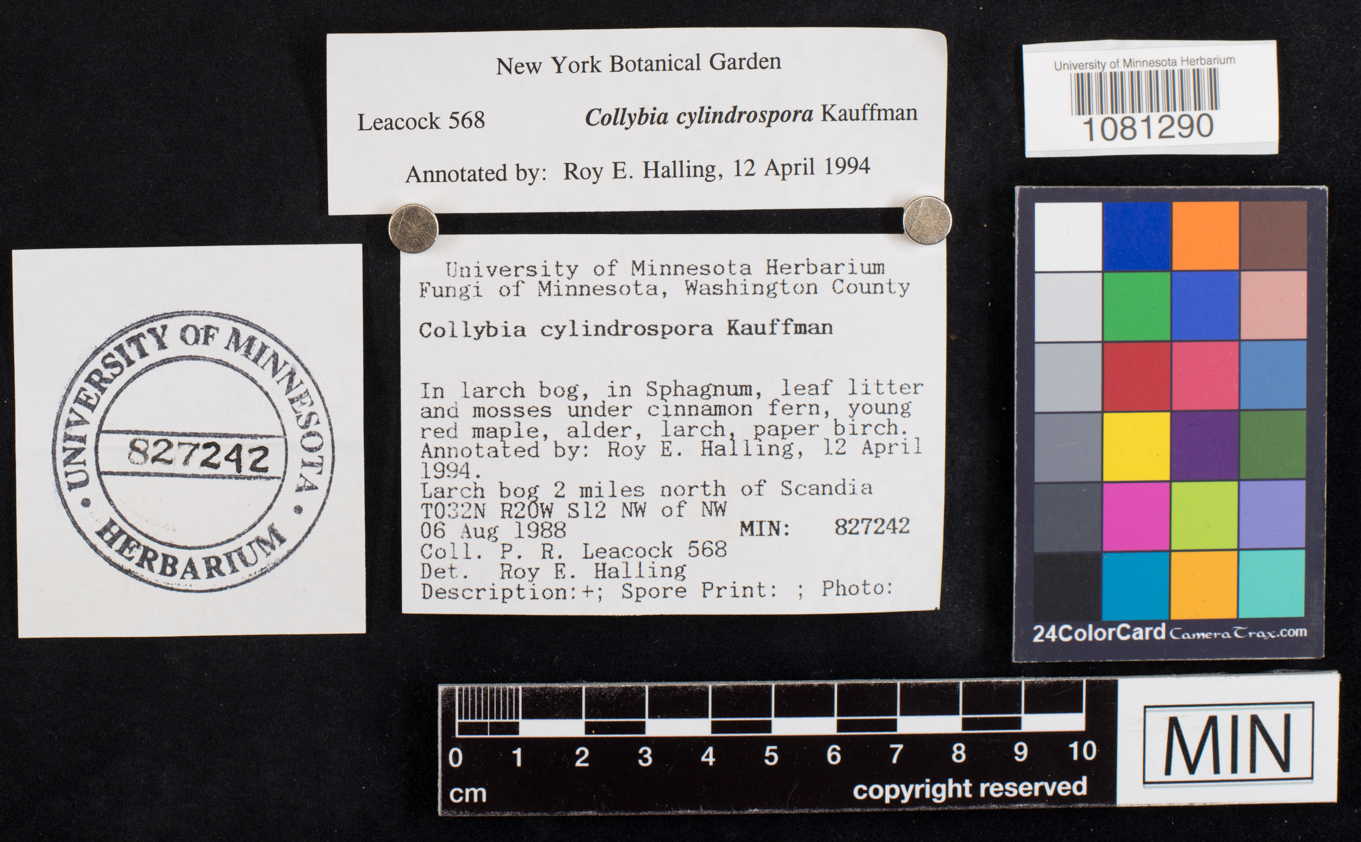 New York Botanical Garden
Leacock 568 Collybia cylindrospora Kauffman
Annotated by: Roy E. Halling, 12 April 1994
University of Minnesota Herbarium
1081290
UNIVERSITY OF MINNESOTA
827242
HERBARIUM
University of Minnesota Herbarium
Fungi of Minnesota, Washington County
Collybia cylindrospora Kauffman
In larch bog, in Sphagnum, leaf litter
and mosses under cinnamon fern, young
red maple, alder, larch, paper birch.
Annotated by: Roy E. Halling, 12 April
1994.
Larch bog 2 miles north of Scandia
T032N R20W S12 NW of NW
06 Aug 1988 MIN: 827242
Coll. P. R. Leacock 568
Det. Roy E. Halling
Description:+; Spore Print: ; Photo:
24ColorCard CameraTrax.com
0 1 2 3 4 5 6 7 8 9 10
cm copyright reserved
MIN